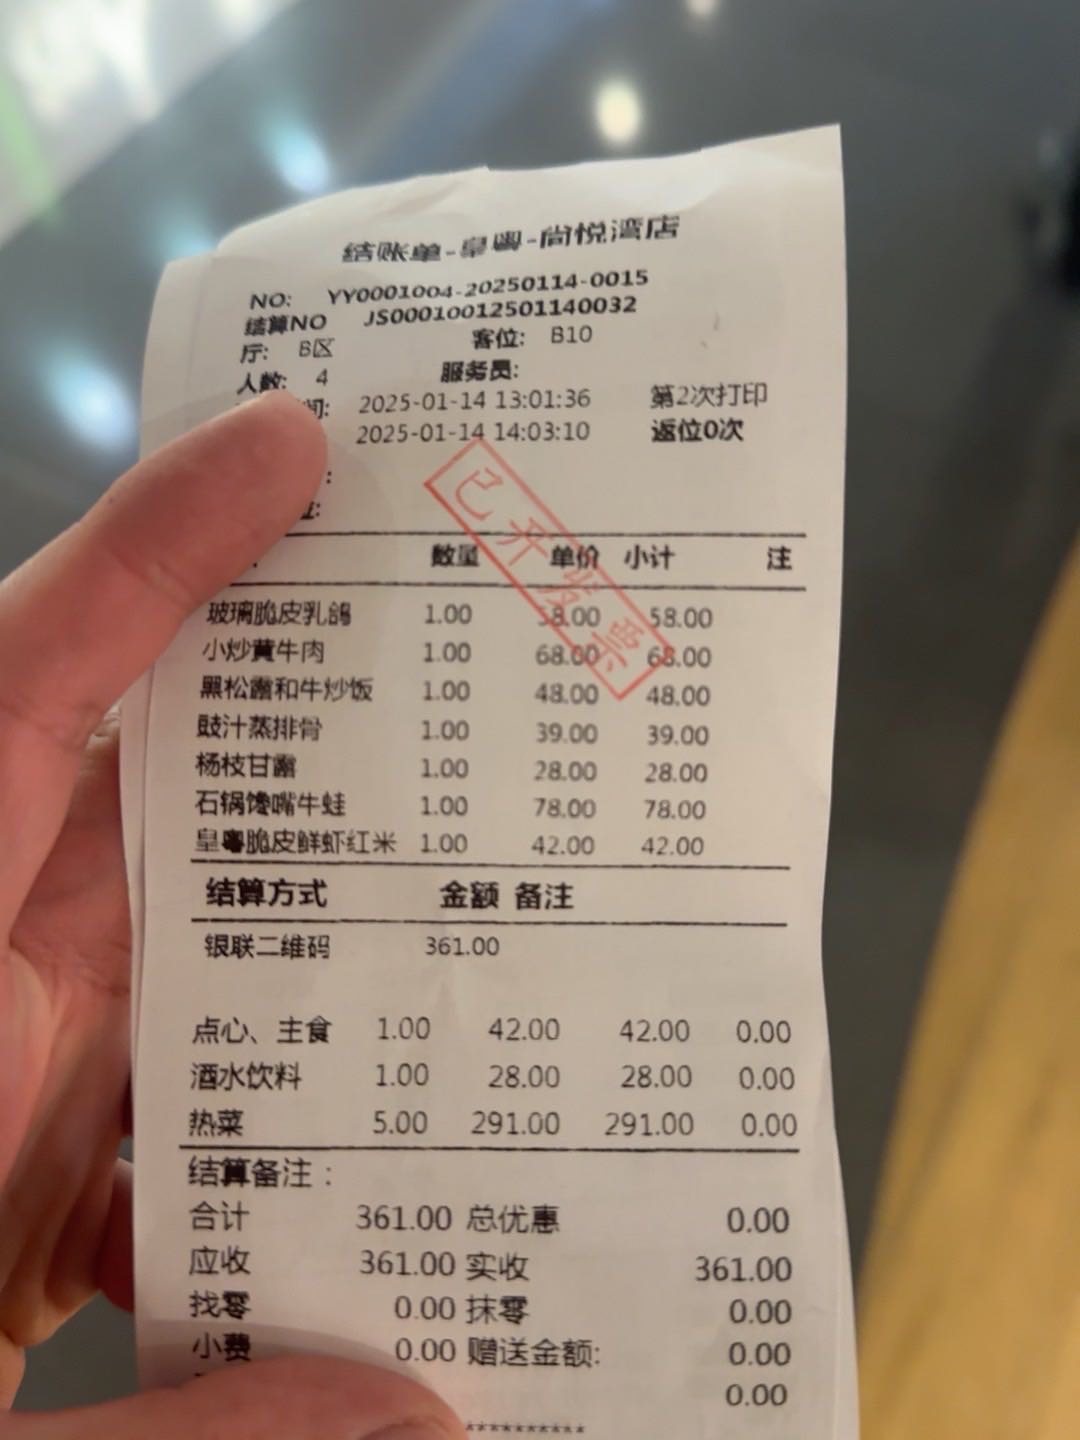 结账单-皇粤-尚悦湾店
NO: YY0001004-20250114-0015
结算NO JS00010012501140032
厅: B区 客位: B10
人数: 4 服务员:
间: 2025-01-14 13:01:36 第2次打印
2025-01-14 14:03:10 返位0次
:
:
已开发票
数量 单价 小计 注
玻璃脆皮乳鸽 1.00 58.00 58.00
小炒黄牛肉 1.00 68.00 68.00
黑松露和牛炒饭 1.00 48.00 48.00
豉汁蒸排骨 1.00 39.00 39.00
杨枝甘露 1.00 28.00 28.00
石锅馋嘴牛蛙 1.00 78.00 78.00
皇粤脆皮鲜虾红米 1.00 42.00 42.00
结算方式 金额 备注
银联二维码 361.00
点心、主食 1.00 42.00 42.00 0.00
酒水饮料 1.00 28.00 28.00 0.00
热菜 5.00 291.00 291.00 0.00
结算备注：
合计 361.00 总优惠 0.00
应收 361.00 实收 361.00
找零 0.00 抹零 0.00
小费 0.00 赠送金额: 0.00
0.00
***********